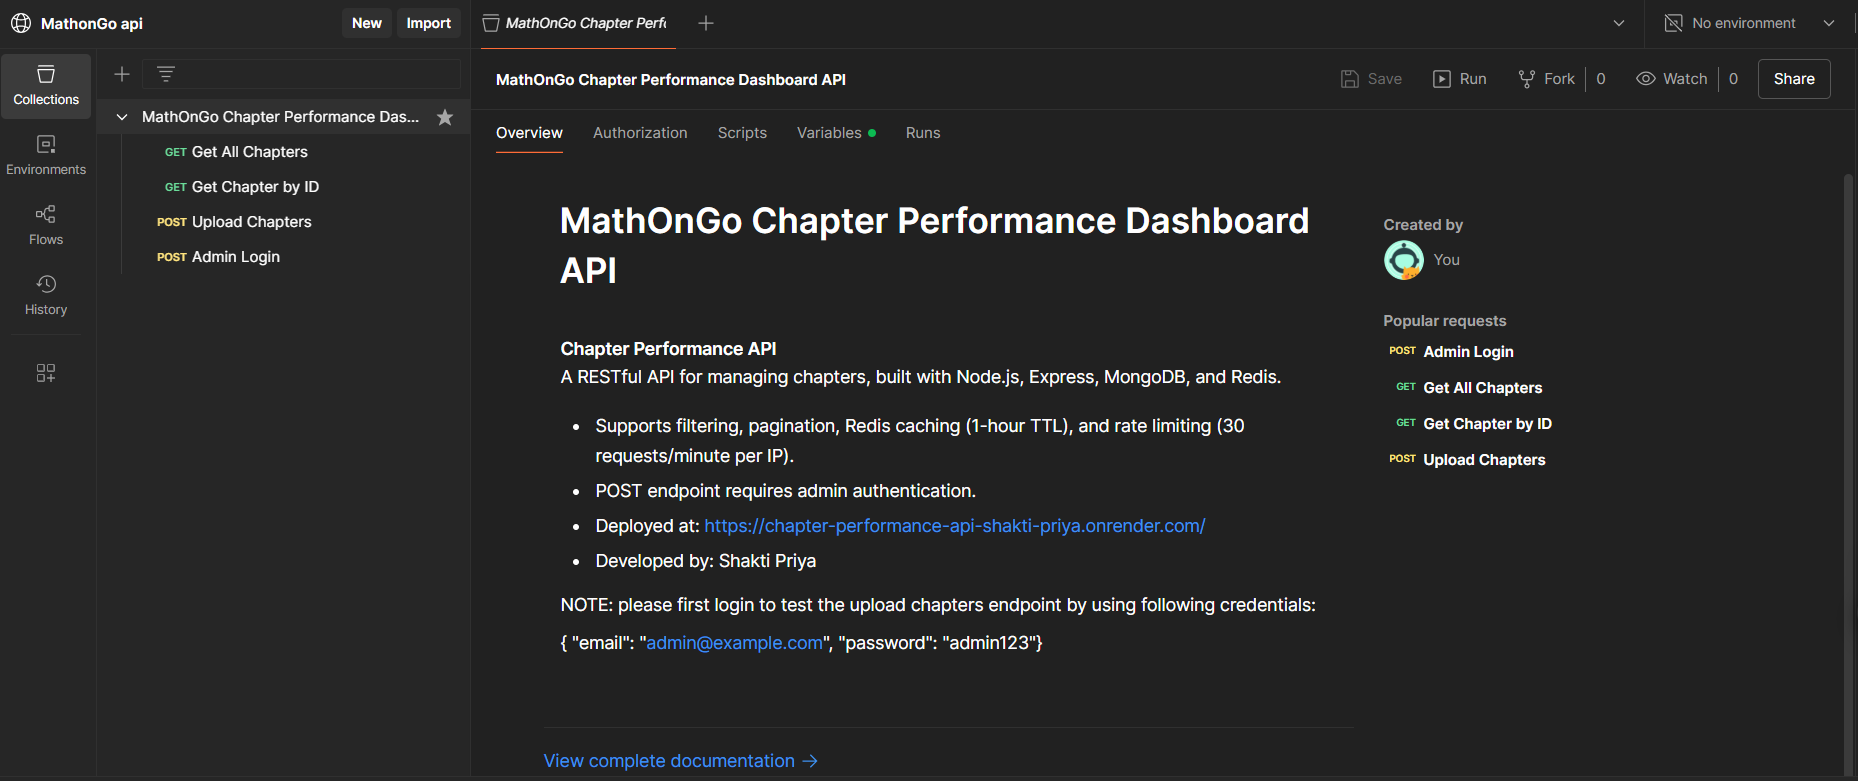 MathonGo api
New
Import
MathOnGo Chapter Perfo
No environment
Collections
Environments
Flows
History
MathOnGo Chapter Performance Das...
GET Get All Chapters
GET Get Chapter by ID
POST Upload Chapters
POST Admin Login
MathOnGo Chapter Performance Dashboard API
Save
Run
Fork 0
Watch 0
Share
Overview
Authorization
Scripts
Variables
Runs
MathOnGo Chapter Performance Dashboard
API
Chapter Performance API
A RESTful API for managing chapters, built with Node.js, Express, MongoDB, and Redis.
• Supports filtering, pagination, Redis caching (1-hour TTL), and rate limiting (30
requests/minute per IP).
• POST endpoint requires admin authentication.
• Deployed at: https://chapter-performance-api-shakti-priya.onrender.com/
• Developed by: Shakti Priya
NOTE: please first login to test the upload chapters endpoint by using following credentials:
{ "email": "admin@example.com", "password": "admin123"}
View complete documentation →
Created by
You
Popular requests
POST Admin Login
GET Get All Chapters
GET Get Chapter by ID
POST Upload Chapters